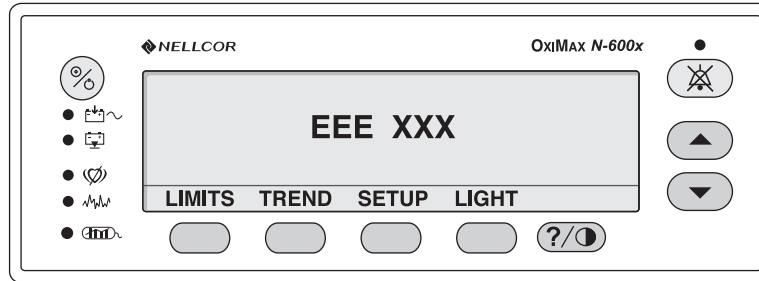 NELLCOR
OXIMAX N-600x
EEE XXX
LIMITS TREND SETUP LIGHT
?/